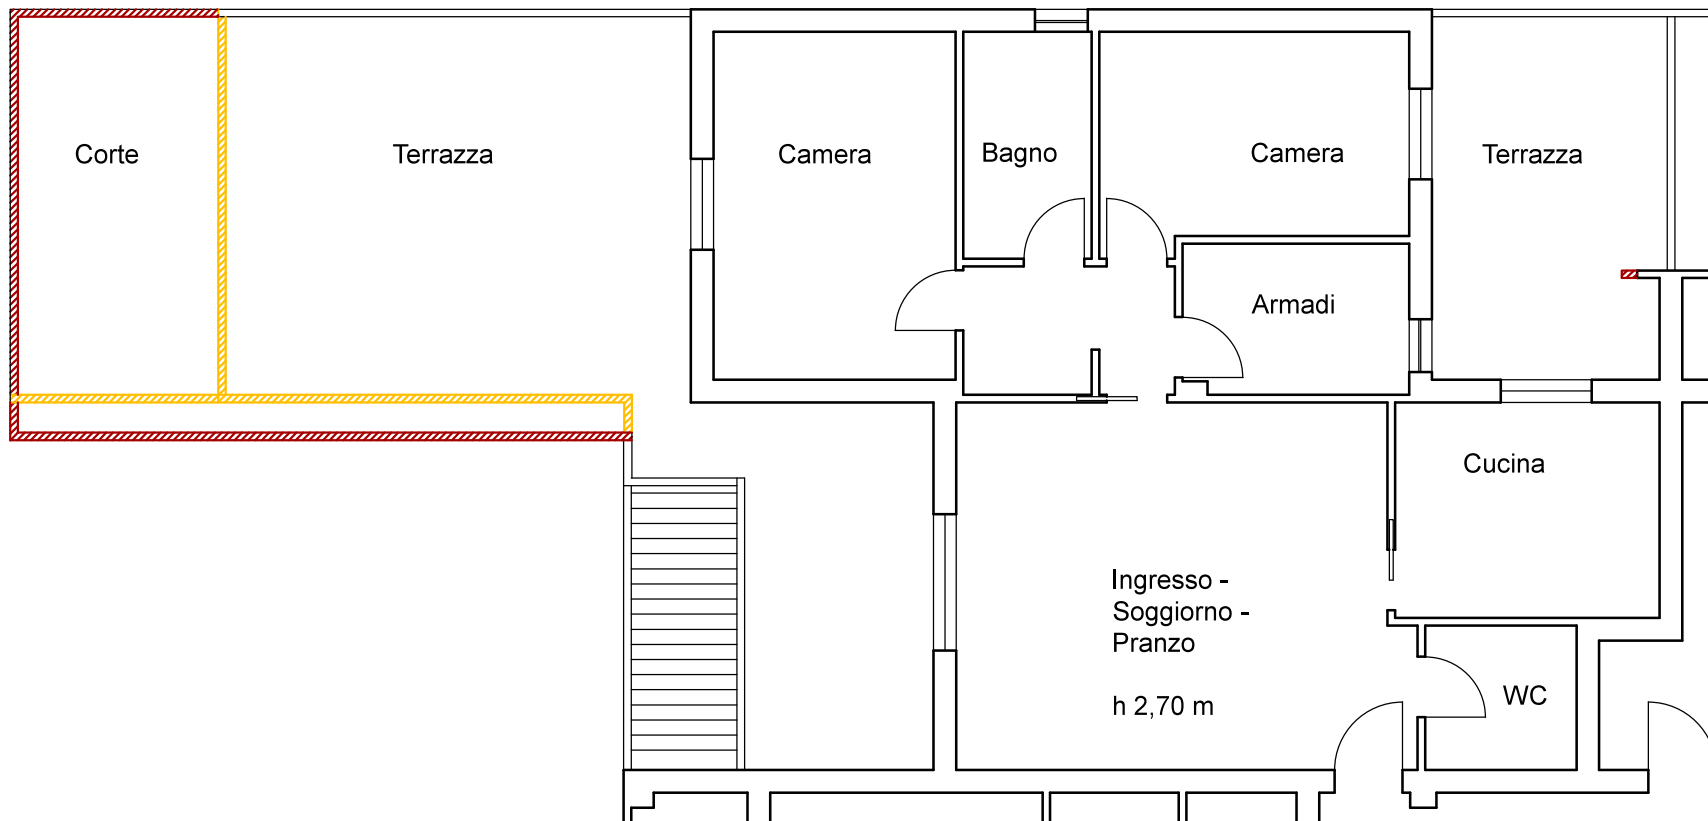 Corte
Terrazza
Camera
Bagno
Camera
Terrazza
Armadi
Cucina
Ingresso -
Soggiorno -
Pranzo
h 2,70 m
WC